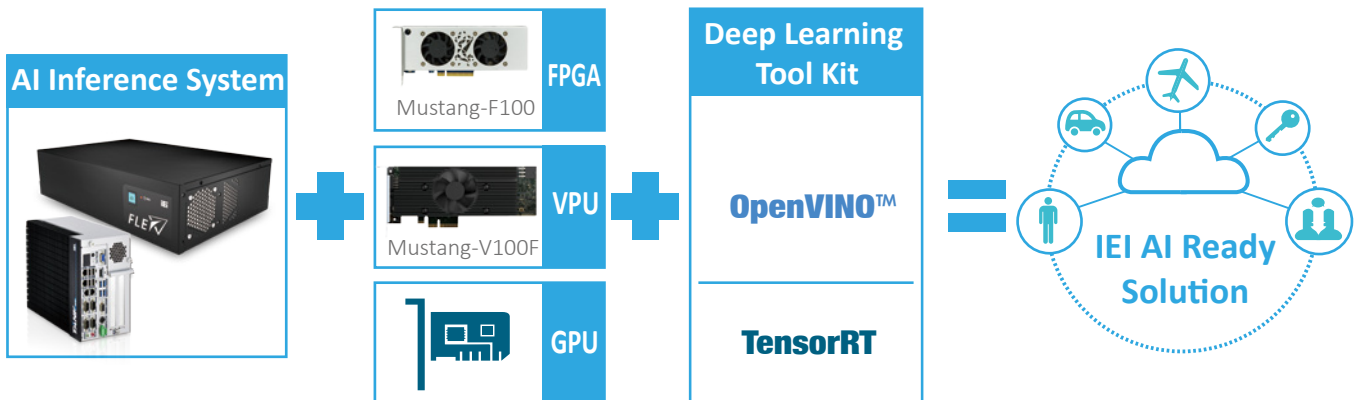 AI Inference System
FLEX
Mustang-F100
FPGA
Mustang-V100F
VPU
GPU
Deep Learning
Tool Kit
OpenVINO™
TensorRT
IEI AI Ready
Solution